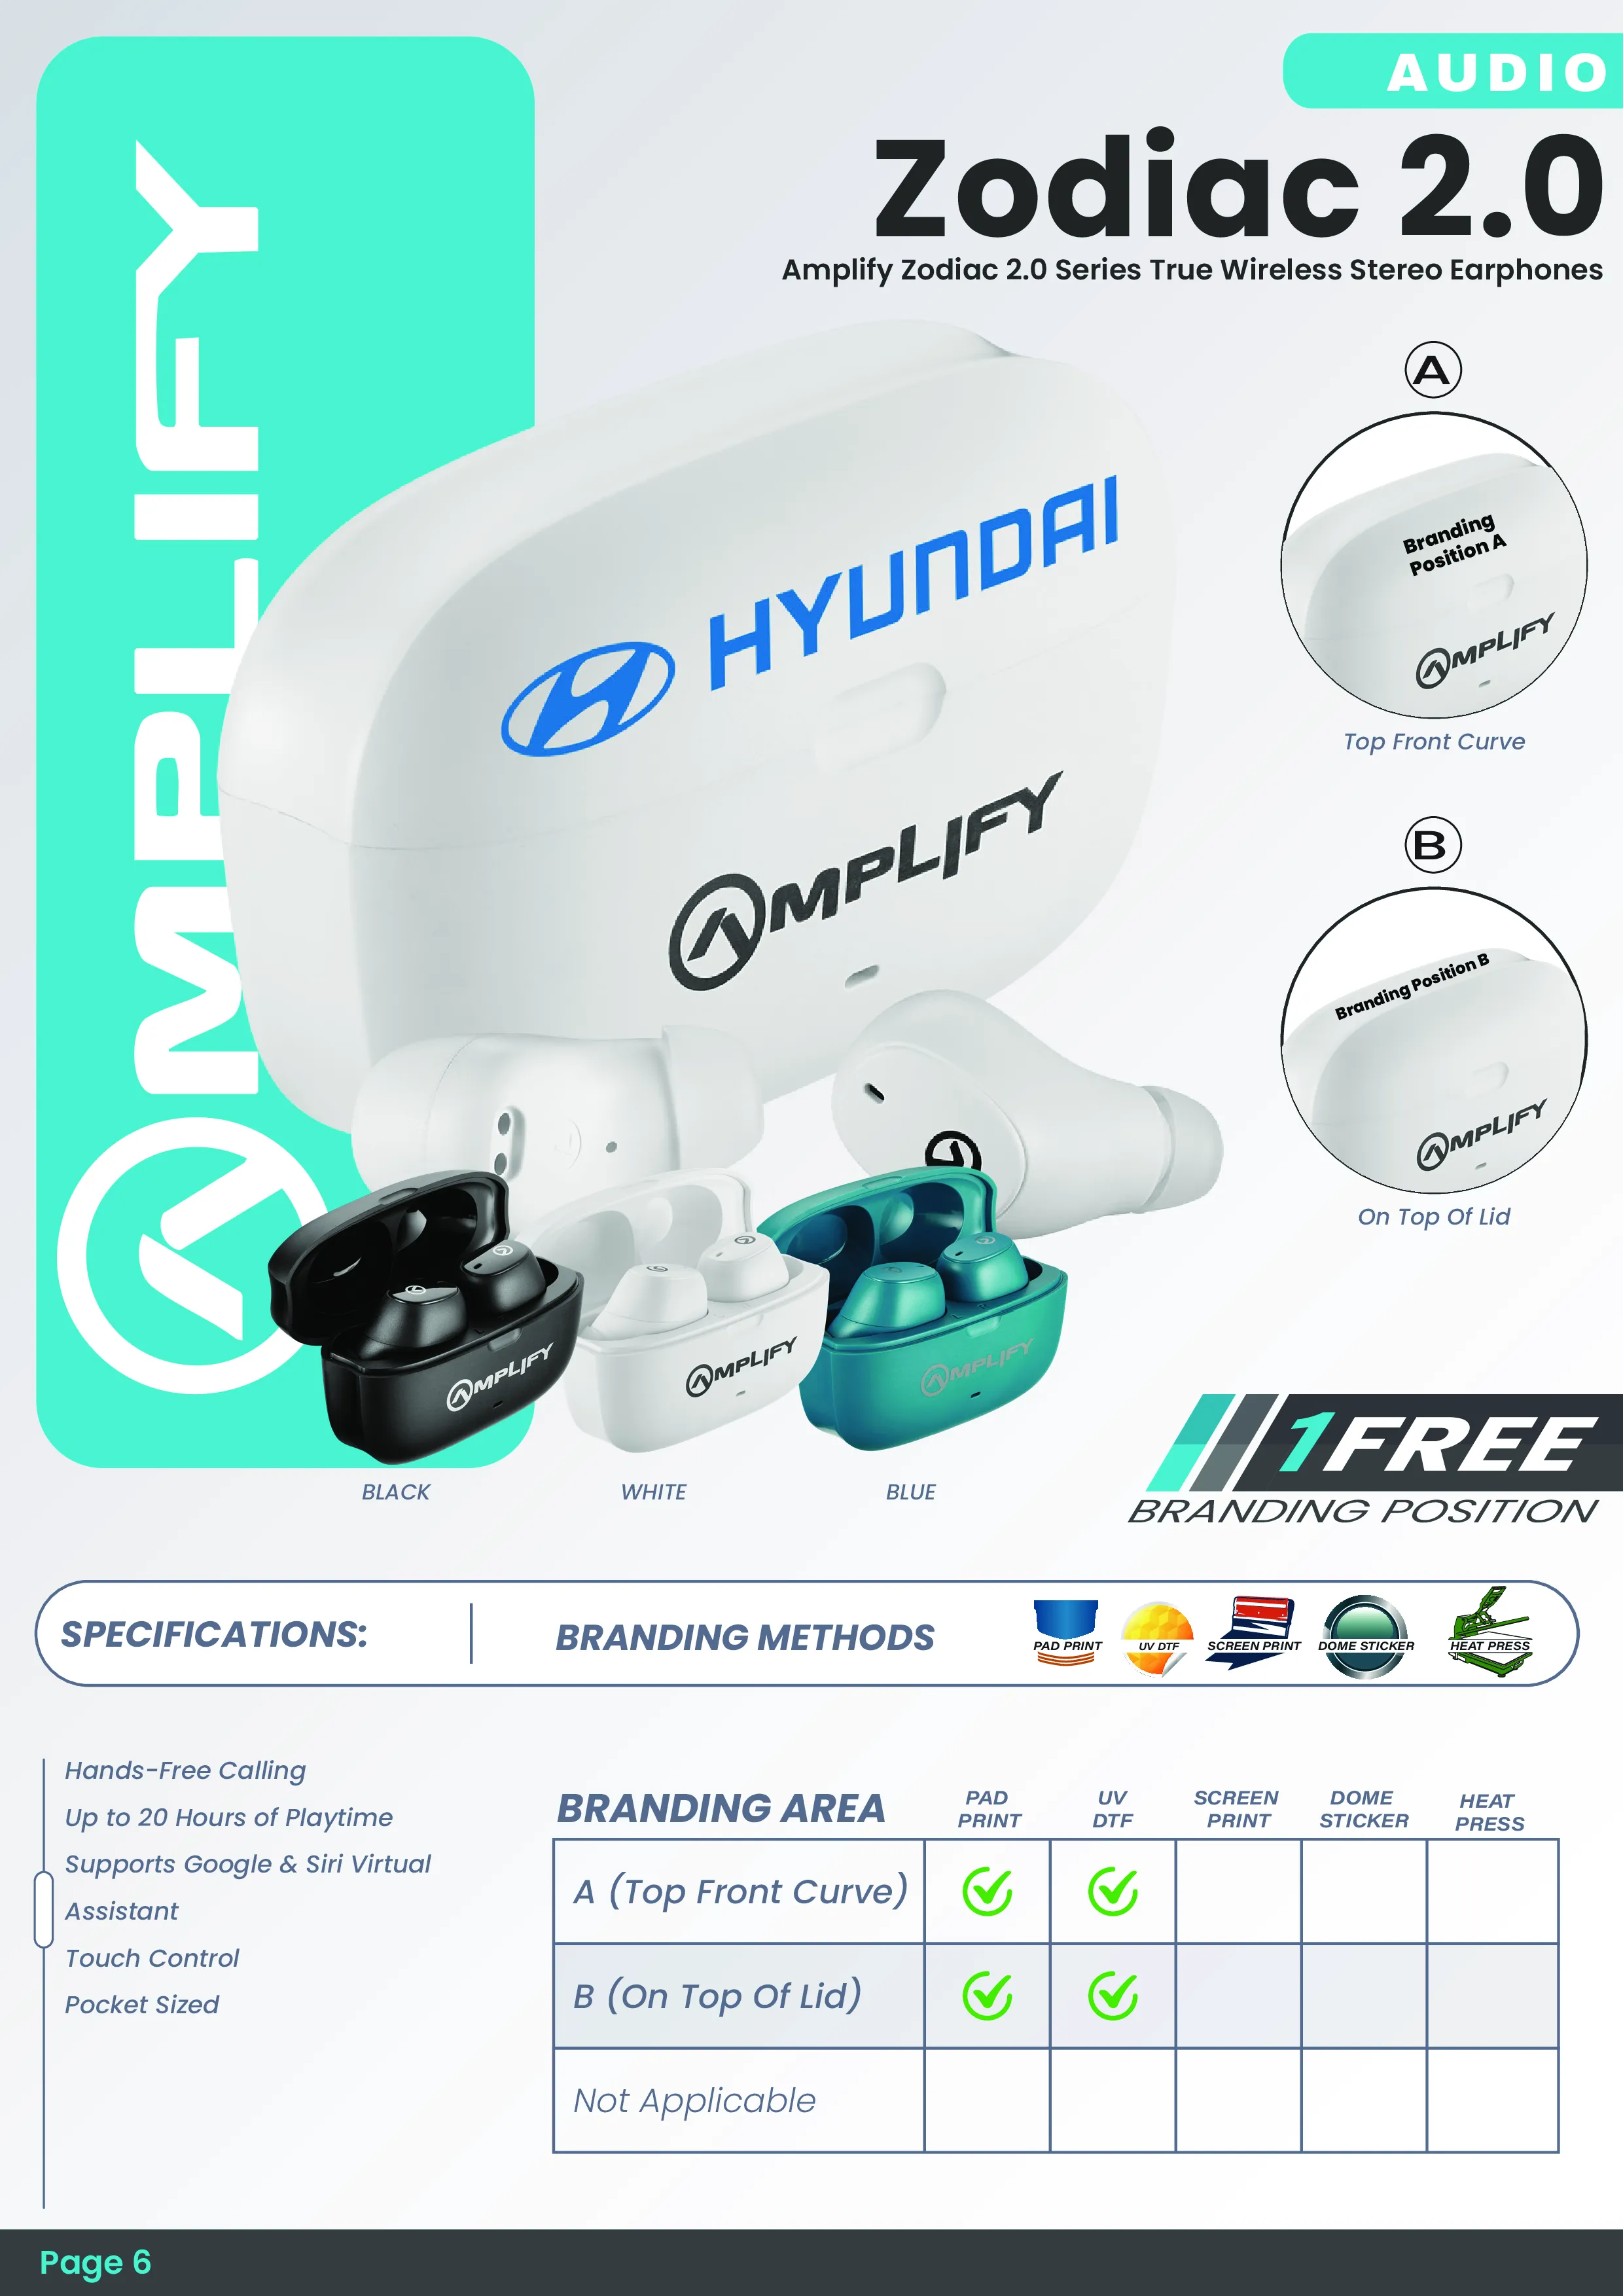 AUDIO
Zodiac 2.0
Amplify Zodiac 2.0 Series True Wireless Stereo Earphones
AMPLIFY
HYUNDAI
AMPLIFY
A
Branding
Position A
AMPLIFY
Top Front Curve
B
Branding Position B
AMPLIFY
On Top Of Lid
AMPLIFY
AMPLIFY
AMPLIFY
BLACK
WHITE
BLUE
1FREE
BRANDING POSITION
SPECIFICATIONS:
BRANDING METHODS
PAD PRINT
UV DTF
SCREEN PRINT
DOME STICKER
HEAT PRESS
Hands-Free Calling
Up to 20 Hours of Playtime
Supports Google & Siri Virtual
Assistant
Touch Control
Pocket Sized
BRANDING AREA
PAD
PRINT
UV
DTF
SCREEN
PRINT
DOME
STICKER
HEAT
PRESS
A (Top Front Curve)
B (On Top Of Lid)
Not Applicable
Page 6